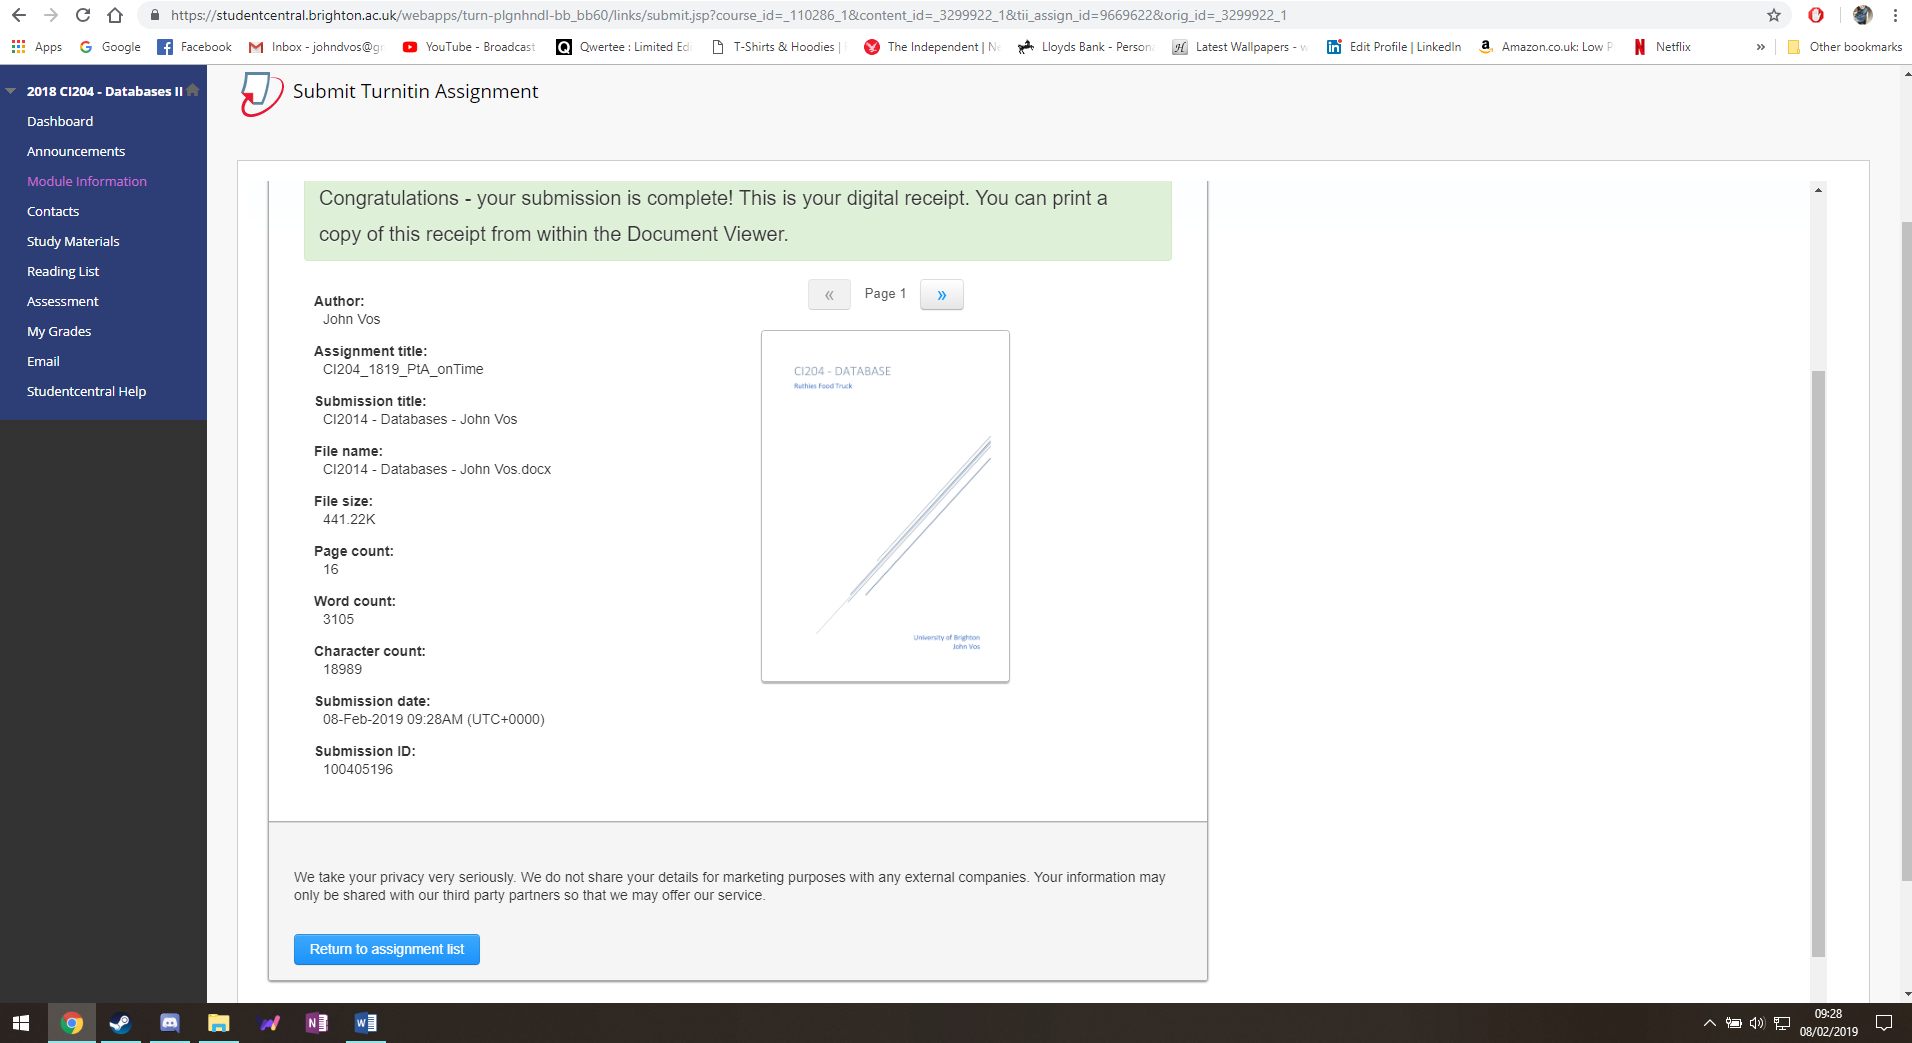 https://studentcentral.brighton.ac.uk/webapps/turn-plgnhndl-bb_bb60/links/submit.jsp?course_id=_110286_1&content_id=_3299922_1&tii_assign_id=9669622&orig_id=_3299922_1
Apps
Google
Facebook
Inbox - johndvos@gr
YouTube - Broadcast
Qwertee : Limited Edi
T-Shirts & Hoodies |
The Independent | Ne
Lloyds Bank - Persona
Latest Wallpapers - w
Edit Profile | LinkedIn
Amazon.co.uk: Low P
Netflix
»
Other bookmarks
2018 CI204 - Databases II
Dashboard
Announcements
Module Information
Contacts
Study Materials
Reading List
Assessment
My Grades
Email
Studentcentral Help
Submit Turnitin Assignment
Congratulations - your submission is complete! This is your digital receipt. You can print a
copy of this receipt from within the Document Viewer.
Author:
John Vos
Assignment title:
CI204_1819_PtA_onTime
Submission title:
CI2014 - Databases - John Vos
File name:
CI2014 - Databases - John Vos.docx
File size:
441.22K
Page count:
16
Word count:
3105
Character count:
18989
Submission date:
08-Feb-2019 09:28AM (UTC+0000)
Submission ID:
100405196
« Page 1 »
CI204 - DATABASE
Ruthies Food Truck
University of Brighton
John Vos
We take your privacy very seriously. We do not share your details for marketing purposes with any external companies. Your information may
only be shared with our third party partners so that we may offer our service.
Return to assignment list
09:28
08/02/2019